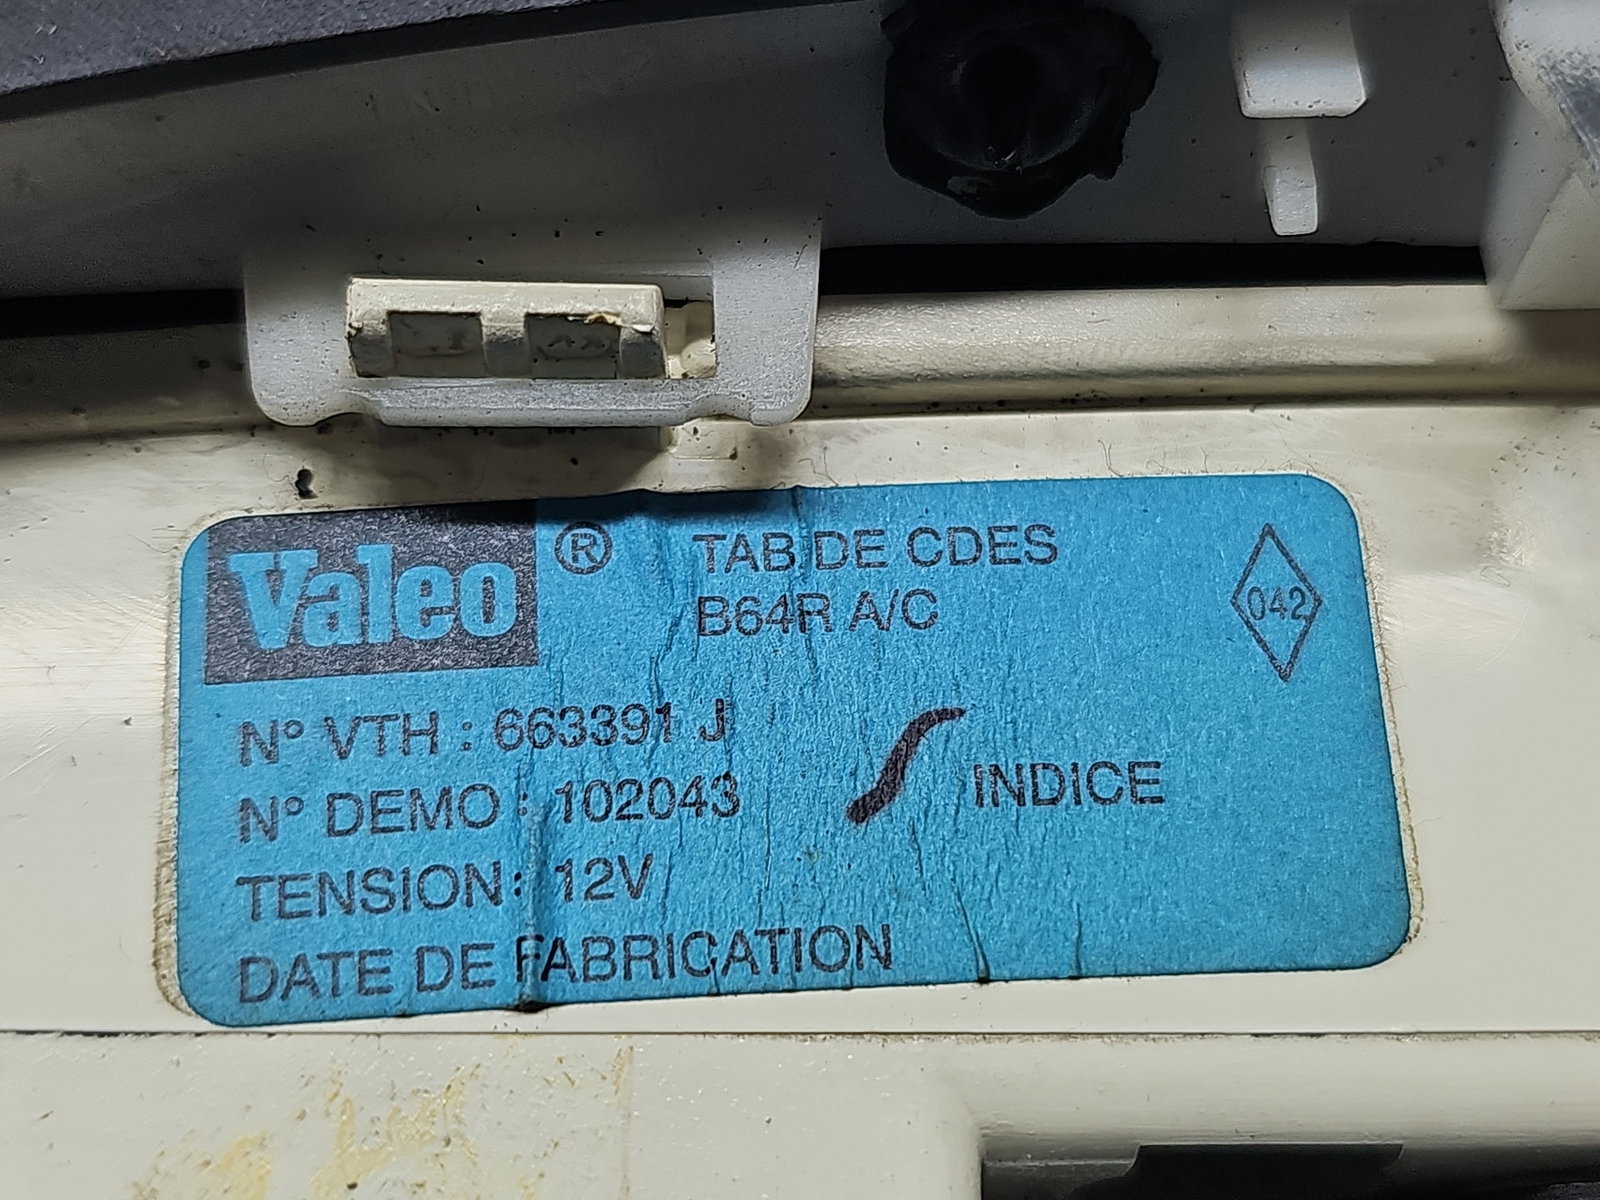 Valeo ® TAB DE CDES
B64R A/C
042
N° VTH : 663391 J
N° DEMO : 102043
INDICE
TENSION : 12V
DATE DE FABRICATION